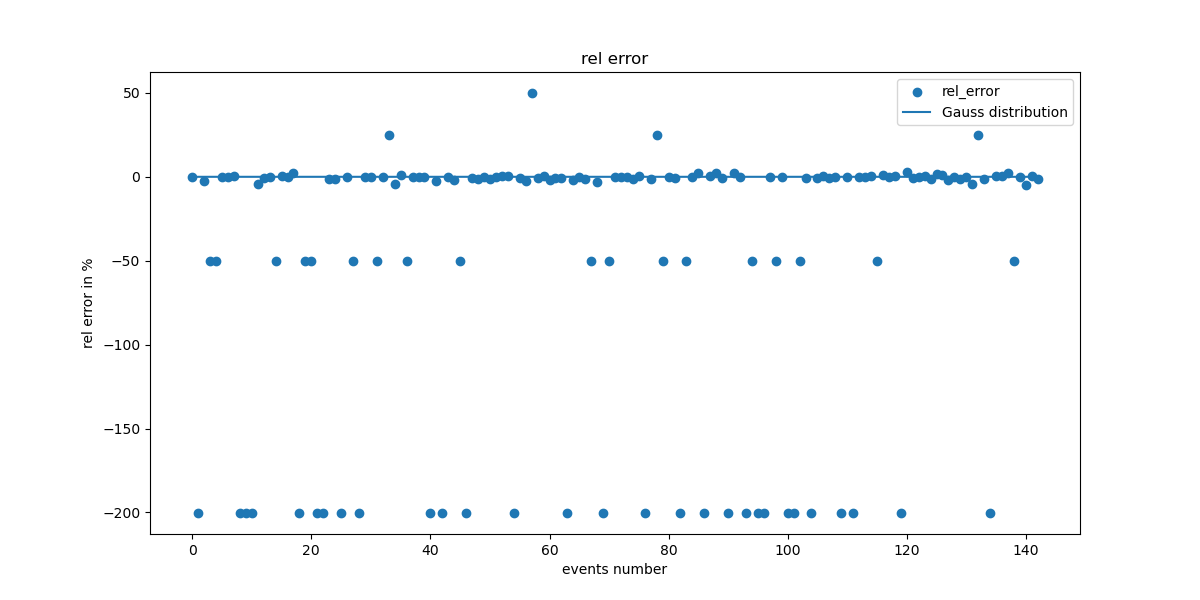 rel error
rel_error
Gauss distribution
rel error in %
50
0
−50
−100
−150
−200
0 20 40 60 80 100 120 140
events number